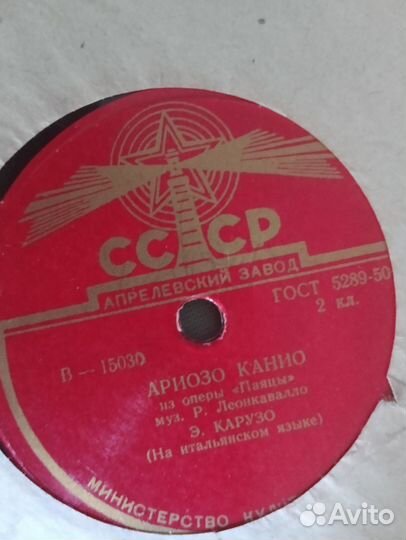 СССР
АПРЕЛЕВСКИЙ ЗАВОД
ГОСТ 5289-50
2 кл.
В — 15030
АРИОЗО КАНИО
из оперы «Паяцы»
муз. Р. Леонкавалло
Э. КАРУЗО
(На итальянском языке)
МИНИСТЕРСТВО
Avito